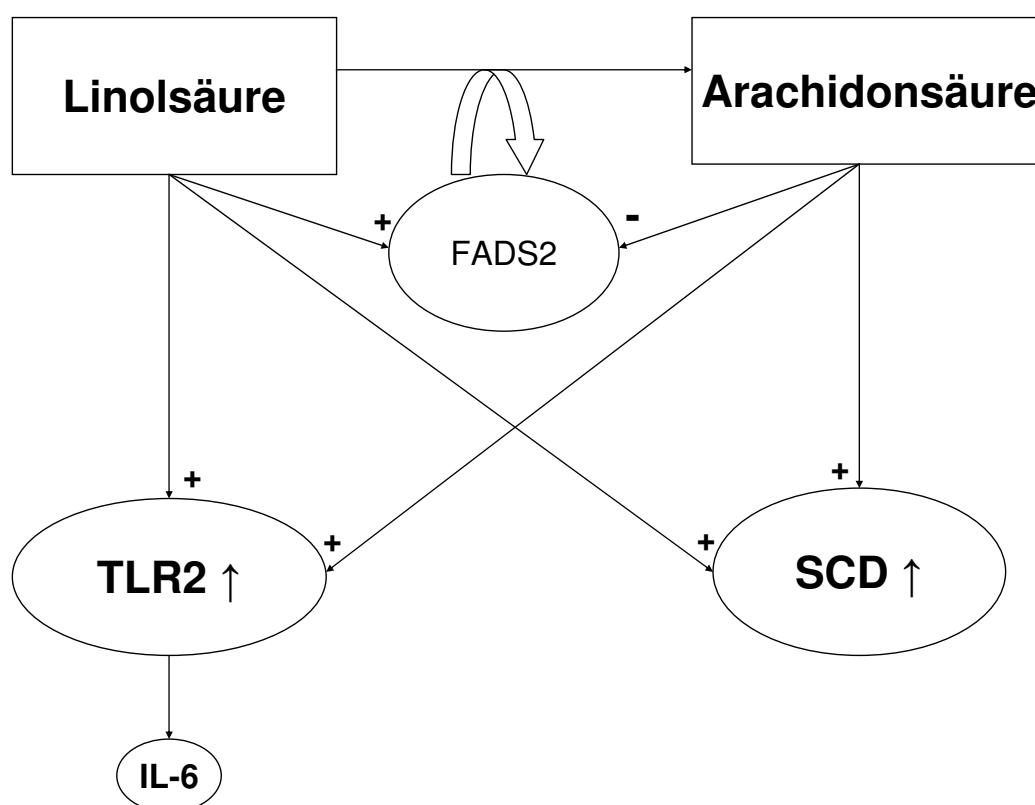 Linolsäure
Arachidonsäure
+
-
FADS2
+
+
+
+
TLR2 ↑
SCD ↑
IL-6